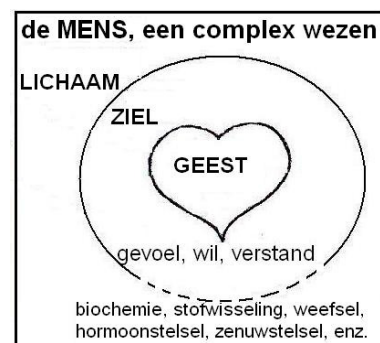 de MENS, een complex wezen
LICHAAM
ZIEL
GEEST
gevoel, wil, verstand
biochemie, stofwisseling, weefsel,
hormoonstelsel, zenuwstelsel, enz.